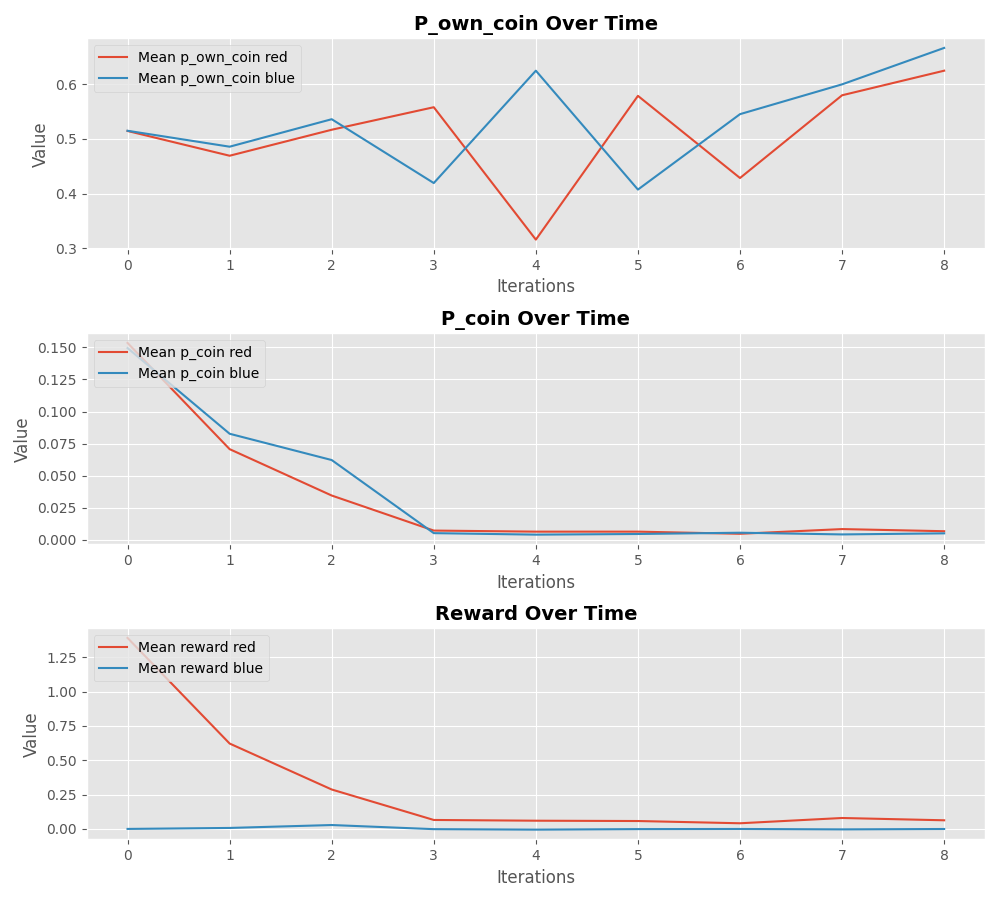 P_own_coin Over Time
Mean p_own_coin red
Mean p_own_coin blue
Value
0.6
0.5
0.4
0.3
0 1 2 3 4 5 6 7 8
Iterations
P_coin Over Time
Mean p_coin red
Mean p_coin blue
Value
0.150
0.125
0.100
0.075
0.050
0.025
0.000
0 1 2 3 4 5 6 7 8
Iterations
Reward Over Time
Mean reward red
Mean reward blue
Value
1.25
1.00
0.75
0.50
0.25
0.00
0 1 2 3 4 5 6 7 8
Iterations